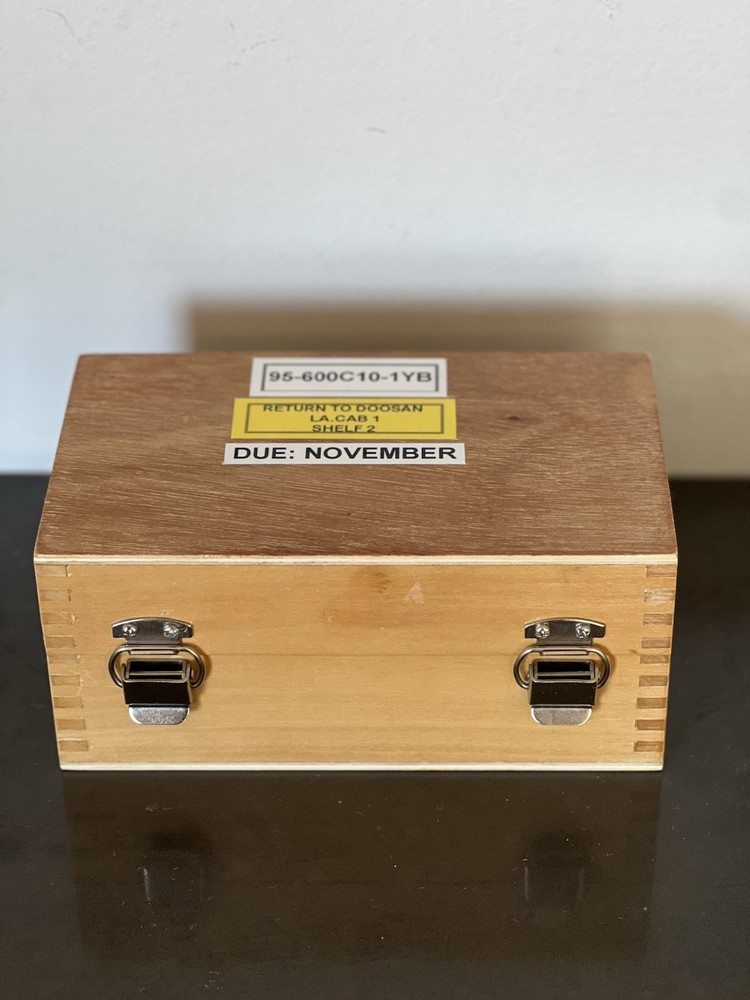 95-600C10-1YB
RETURN TO DOOSAN
LA.CAB 1
SHELF 2
DUE: NOVEMBER